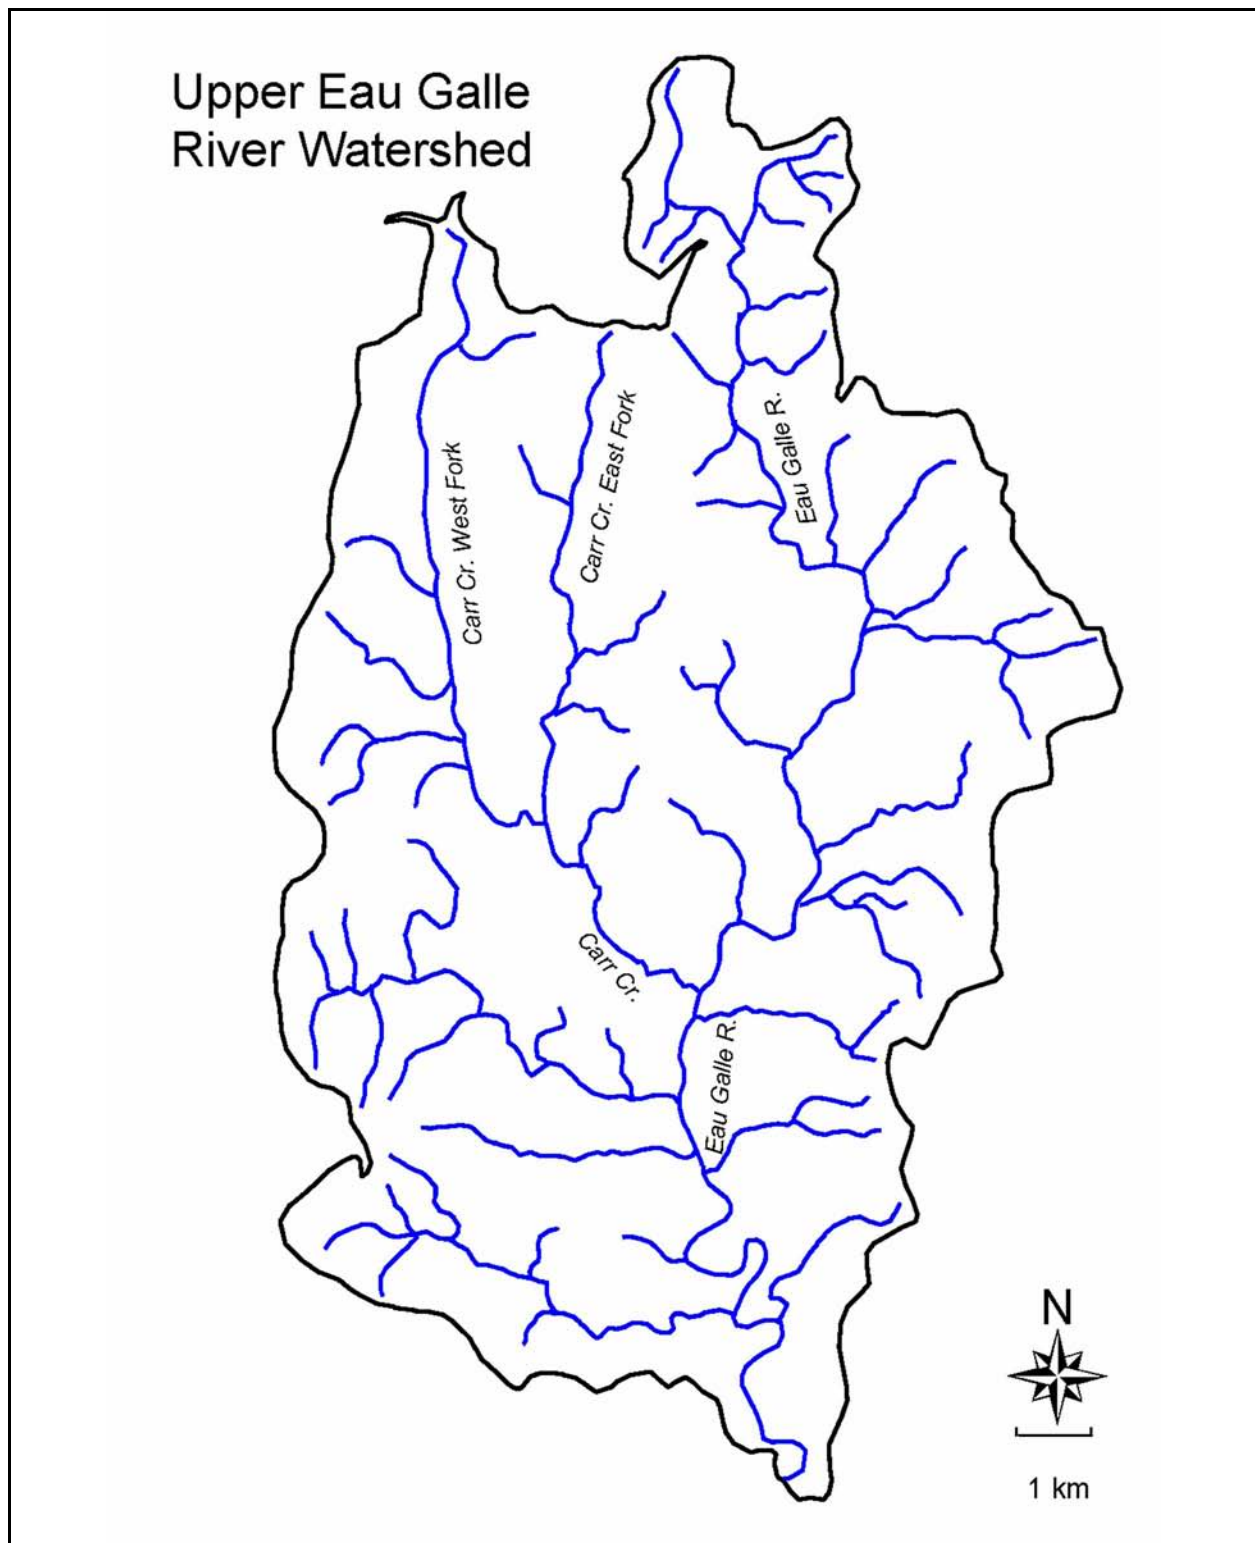 Upper Eau Galle
River Watershed
Eau Galle R.
Carr Cr. East Fork
Carr Cr. West Fork
Carr Cr.
Eau Galle R.
N
1 km